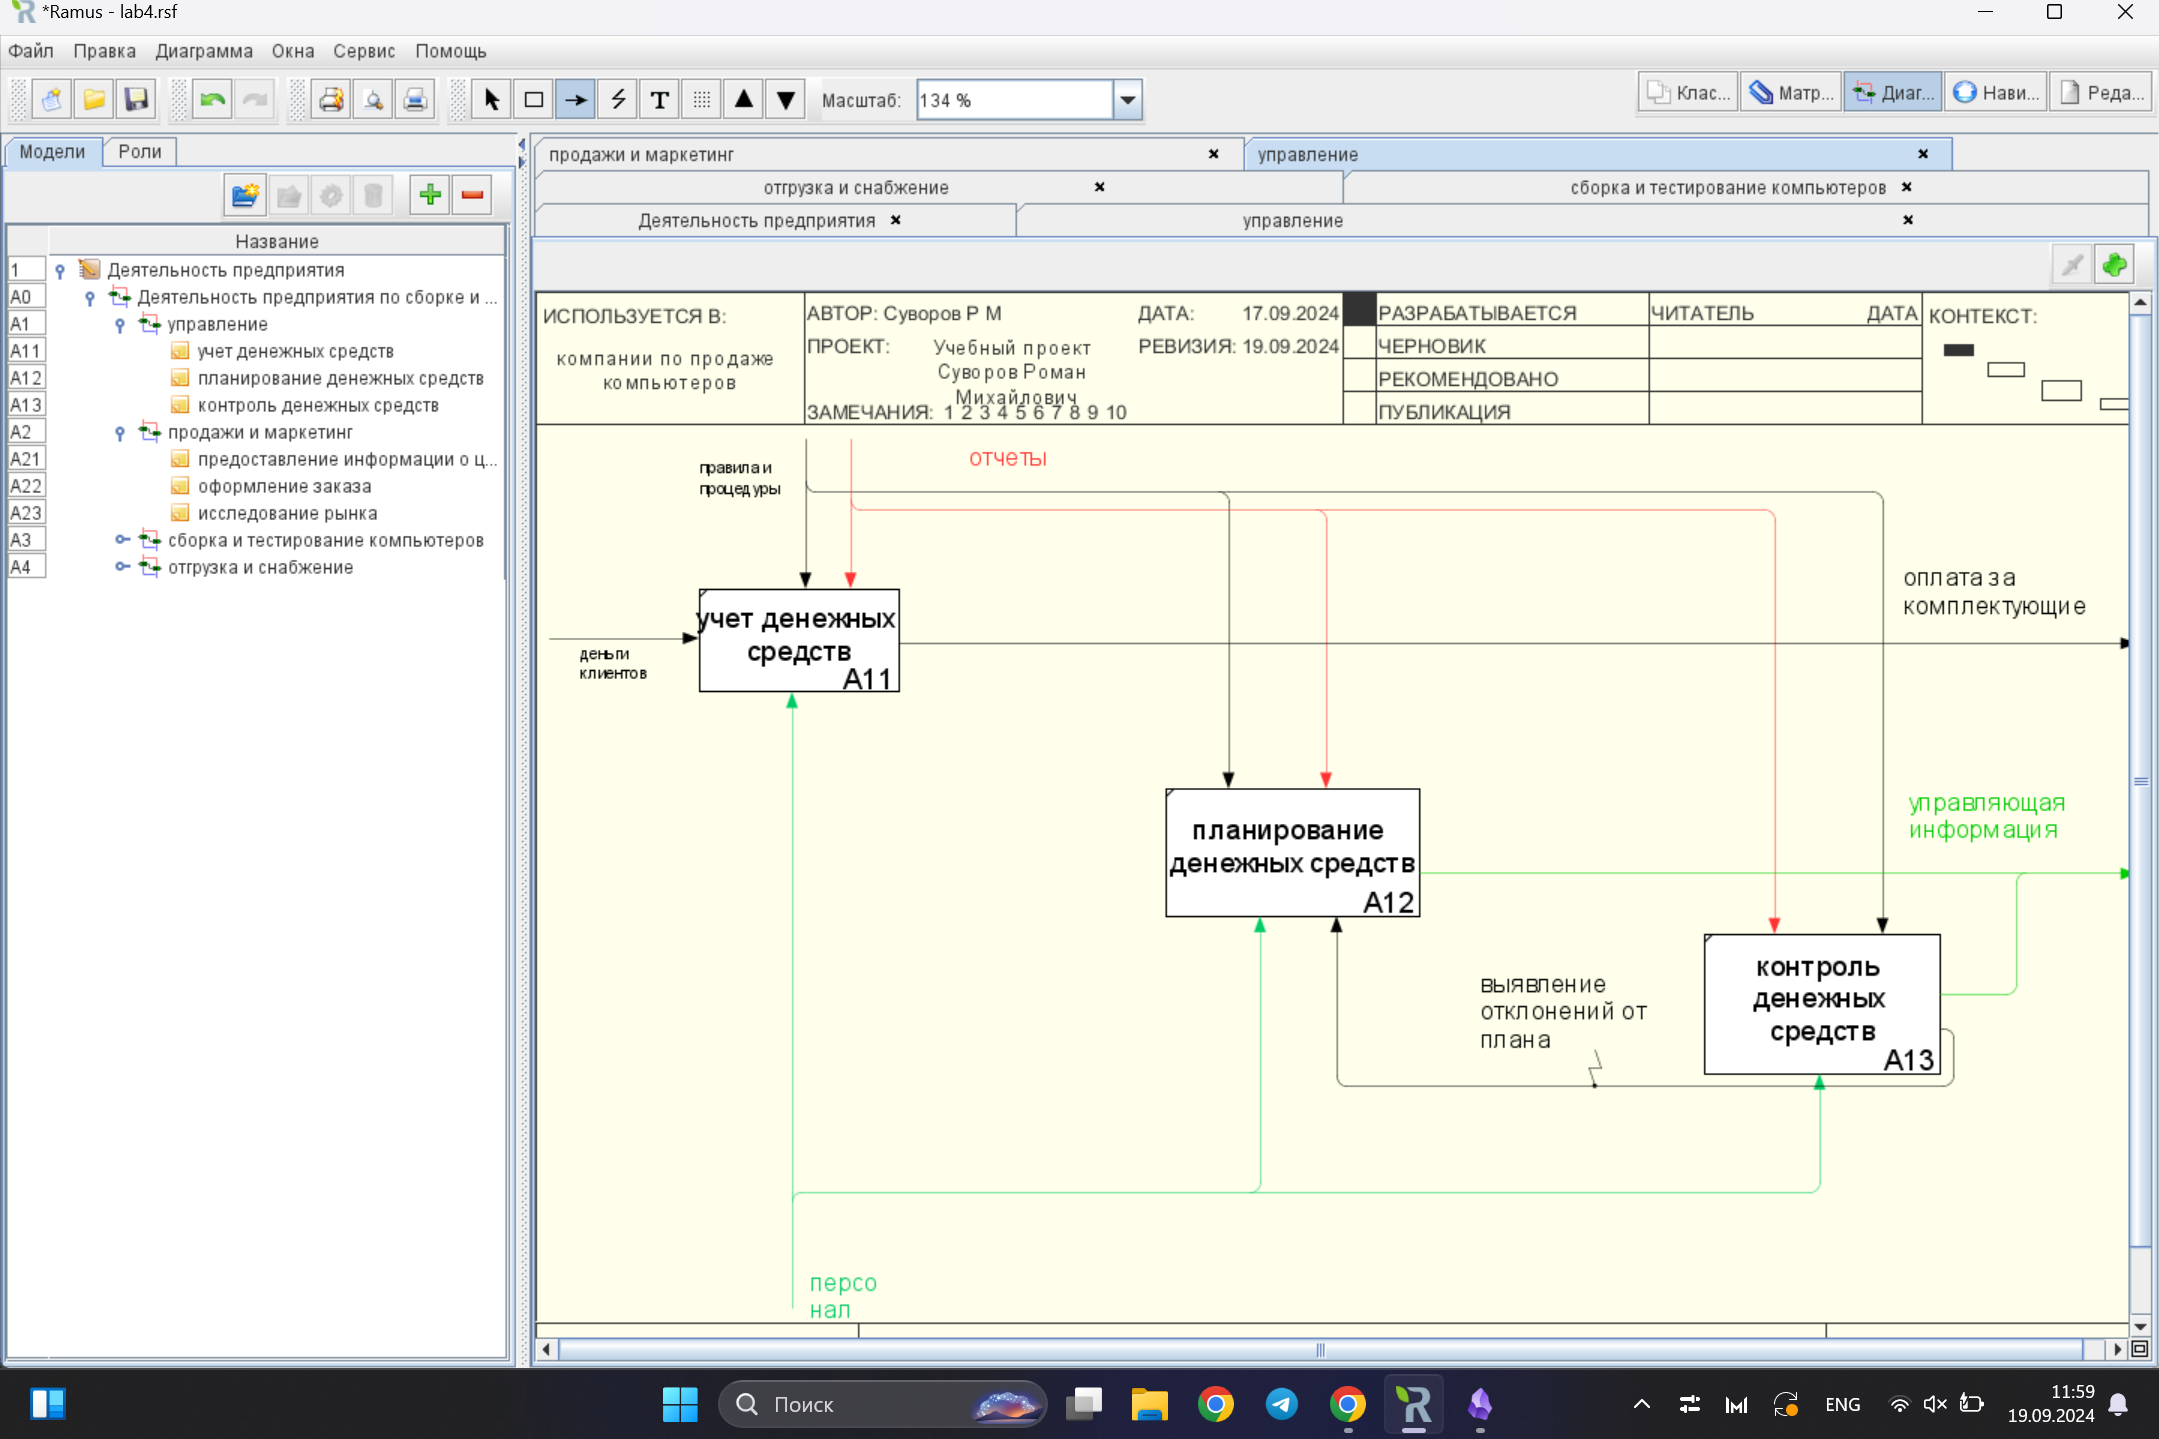 *Ramus - lab4.rsf
Файл Правка Диаграмма Окна Сервис Помощь
Масштаб: 134 %
Клас... Матр... Диаг... Нави... Реда...
Модели Роли
Название
1 Деятельность предприятия
A0 Деятельность предприятия по сборке и ...
A1 управление
A11 учет денежных средств
A12 планирование денежных средств
A13 контроль денежных средств
A2 продажи и маркетинг
A21 предоставление информации о ц...
A22 оформление заказа
A23 исследование рынка
A3 сборка и тестирование компьютеров
A4 отгрузка и снабжение
продажи и маркетинг управление
отгрузка и снабжение сборка и тестирование компьютеров
Деятельность предприятия управление
ИСПОЛЬЗУЕТСЯ В:
компании по продаже
компьютеров
АВТОР: Суворов Р М
ДАТА: 17.09.2024
ПРОЕКТ: Учебный проект
Суворов Роман
Михайлович
РЕВИЗИЯ: 19.09.2024
ЗАМЕЧАНИЯ: 1 2 3 4 5 6 7 8 9 10
РАЗРАБАТЫВАЕТСЯ
ЧЕРНОВИК
РЕКОМЕНДОВАНО
ПУБЛИКАЦИЯ
ЧИТАТЕЛЬ ДАТА
КОНТЕКСТ:
правила и
процедуры
отчеты
оплата за
комплектующие
учет денежных
средств
A11
деньги
клиентов
управляющая
информация
планирование
денежных средств
A12
выявление
отклонений от
плана
контроль
денежных
средств
A13
персо
нал
Поиск
ENG
11:59
19.09.2024